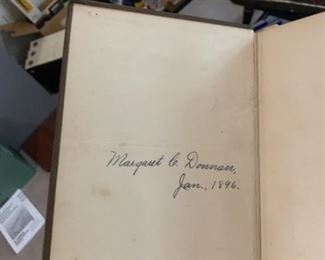 Margaret C. Donnan,
Jan., 1896.